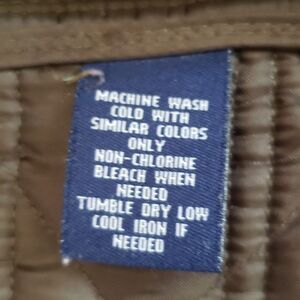 MACHINE WASH
COLD WITH
SIMILAR COLORS
ONLY
NON-CHLORINE
BLEACH WHEN
NEEDED
TUMBLE DRY LOW
COOL IRON IF
NEEDED